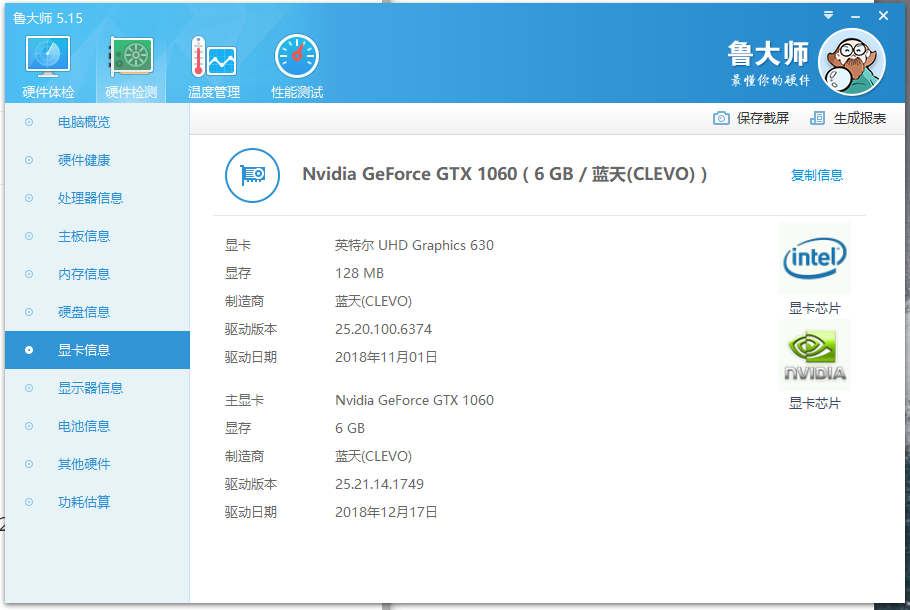 鲁大师 5.15
硬件体检
硬件检测
温度管理
性能测试
鲁大师
最懂你的硬件
保存截屏
生成报表
电脑概览
硬件健康
处理器信息
主板信息
内存信息
硬盘信息
显卡信息
显示器信息
电池信息
其他硬件
功耗估算
Nvidia GeForce GTX 1060 ( 6 GB / 蓝天(CLEVO) )
复制信息
显卡 英特尔 UHD Graphics 630
显存 128 MB
制造商 蓝天(CLEVO)
驱动版本 25.20.100.6374
驱动日期 2018年11月01日
主显卡 Nvidia GeForce GTX 1060
显存 6 GB
制造商 蓝天(CLEVO)
驱动版本 25.21.14.1749
驱动日期 2018年12月17日
intel
显卡芯片
NVIDIA
显卡芯片